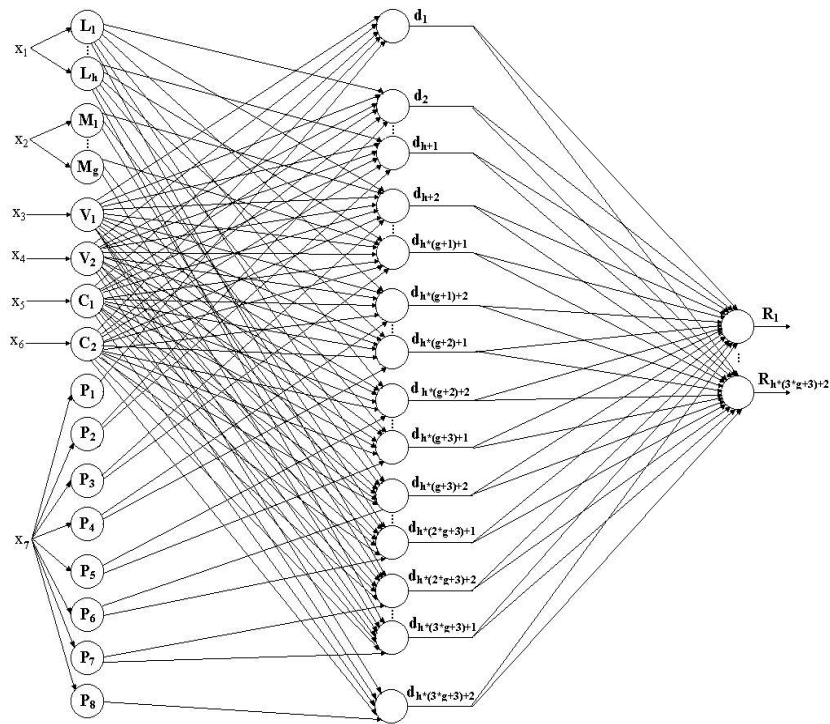 x1
x2
x3
x4
x5
x6
x7
L1
Lh
M1
Mg
V1
V2
C1
C2
P1
P2
P3
P4
P5
P6
P7
P8
d1
d2
dh+1
dh+2
dh*(g+1)+1
dh*(g+1)+2
dh*(g+2)+1
dh*(g+2)+2
dh*(g+3)+1
dh*(g+3)+2
dh*(2*g+3)+1
dh*(2*g+3)+2
dh*(3*g+3)+1
dh*(3*g+3)+2
R1
Rh*(3*g+3)+2